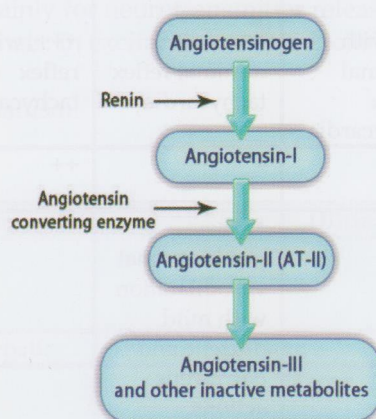 Angiotensinogen
Renin
Angiotensin-I
Angiotensin
converting enzyme
Angiotensin-II (AT-II)
Angiotensin-III
and other inactive metabolites